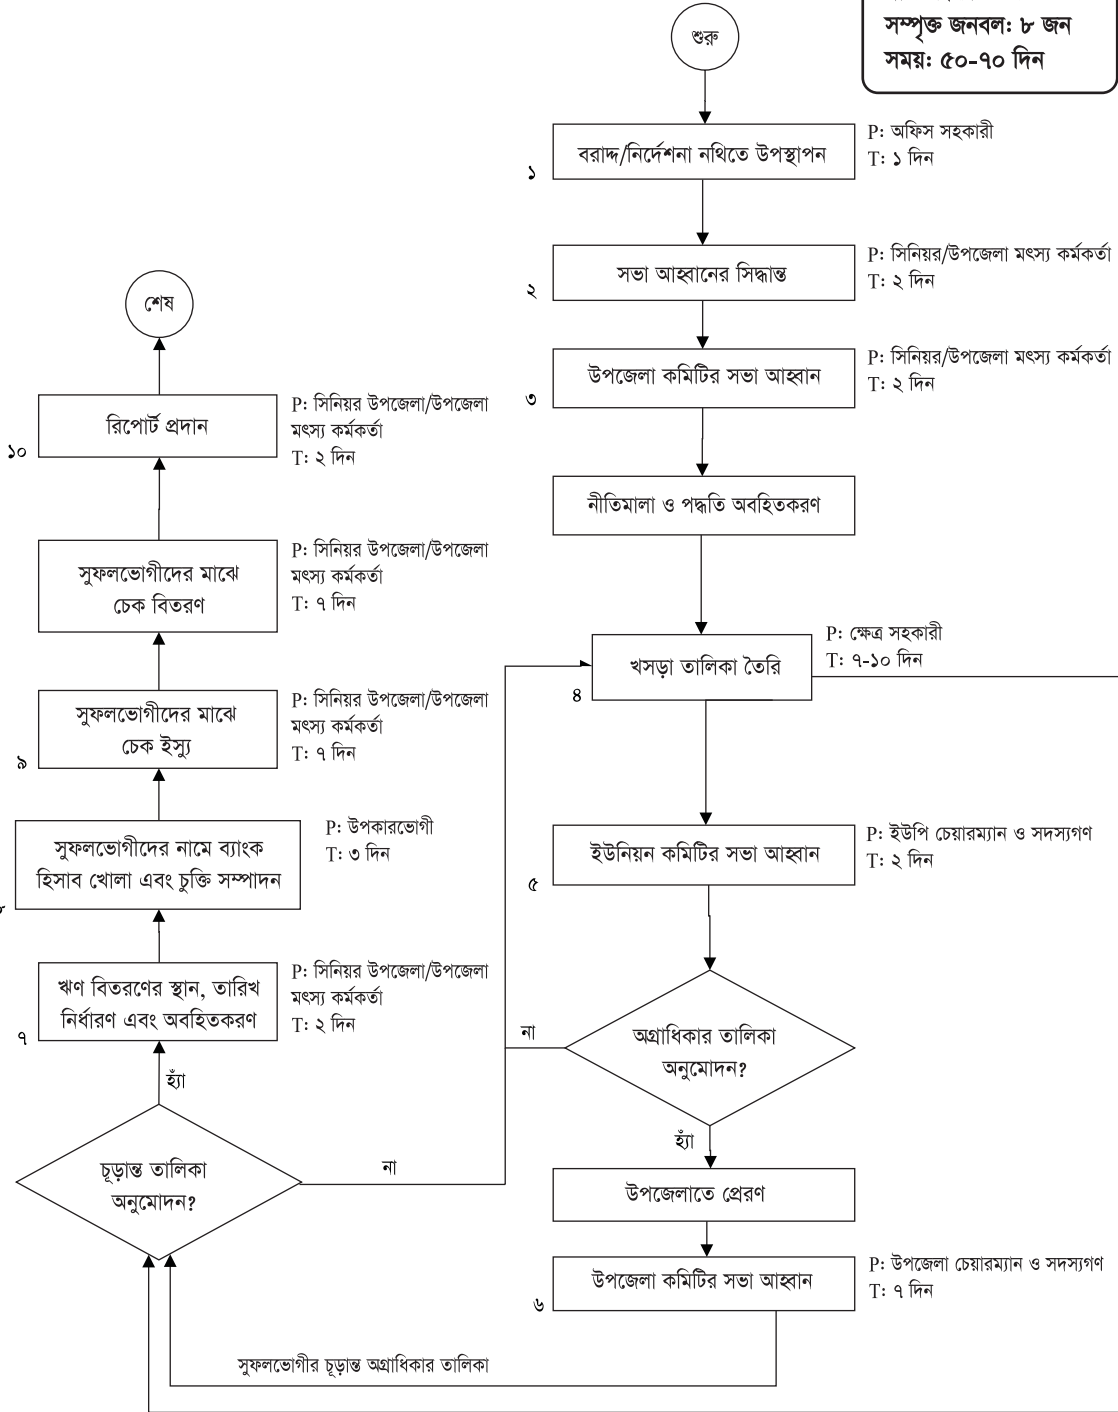 শুরু
সম্পৃক্ত জনবল: ৮ জন
সময়: ৫০-৭০ দিন
বরাদ্দ/নির্দেশনা নথিতে উপস্থাপন
১
P: অফিস সহকারী
T: ১ দিন
সভা আহ্বানের সিদ্ধান্ত
২
P: সিনিয়র/উপজেলা মৎস্য কর্মকর্তা
T: ২ দিন
উপজেলা কমিটির সভা আহ্বান
৩
P: সিনিয়র/উপজেলা মৎস্য কর্মকর্তা
T: ২ দিন
নীতিমালা ও পদ্ধতি অবহিতকরণ
খসড়া তালিকা তৈরি
৪
P: ক্ষেত্র সহকারী
T: ৭-১০ দিন
ইউনিয়ন কমিটির সভা আহ্বান
৫
P: ইউপি চেয়ারম্যান ও সদস্যগণ
T: ২ দিন
অগ্রাধিকার তালিকা
অনুমোদন?
না
হ্যাঁ
উপজেলাতে প্রেরণ
উপজেলা কমিটির সভা আহ্বান
৬
P: উপজেলা চেয়ারম্যান ও সদস্যগণ
T: ৭ দিন
সুফলভোগীর চূড়ান্ত অগ্রাধিকার তালিকা
চূড়ান্ত তালিকা
অনুমোদন?
না
হ্যাঁ
ঋণ বিতরণের স্থান, তারিখ
নির্ধারণ এবং অবহিতকরণ
৭
P: সিনিয়র উপজেলা/উপজেলা
মৎস্য কর্মকর্তা
T: ২ দিন
সুফলভোগীদের নামে ব্যাংক
হিসাব খোলা এবং চুক্তি সম্পাদন
P: উপকারভোগী
T: ৩ দিন
সুফলভোগীদের মাঝে
চেক ইস্যু
৯
P: সিনিয়র উপজেলা/উপজেলা
মৎস্য কর্মকর্তা
T: ৭ দিন
সুফলভোগীদের মাঝে
চেক বিতরণ
P: সিনিয়র উপজেলা/উপজেলা
মৎস্য কর্মকর্তা
T: ৭ দিন
রিপোর্ট প্রদান
১০
P: সিনিয়র উপজেলা/উপজেলা
মৎস্য কর্মকর্তা
T: ২ দিন
শেষ